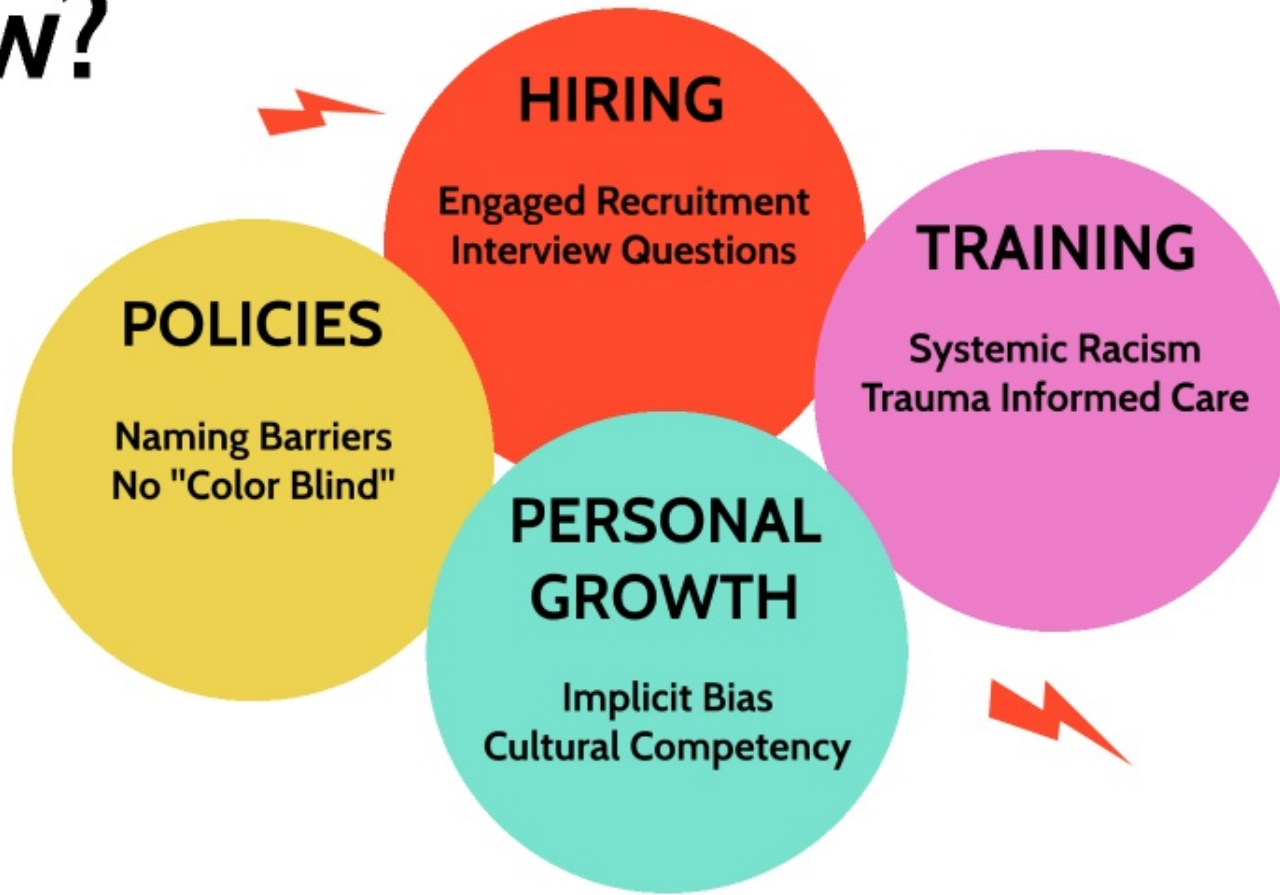 w?
HIRING
Engaged Recruitment
Interview Questions
TRAINING
Systemic Racism
Trauma Informed Care
POLICIES
Naming Barriers
No "Color Blind"
PERSONAL
GROWTH
Implicit Bias
Cultural Competency